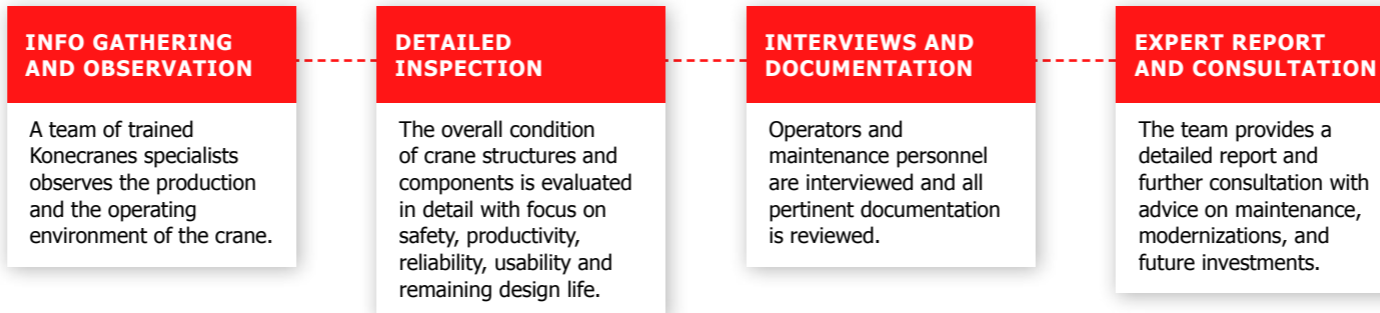 INFO GATHERING
AND OBSERVATION
A team of trained
Konecranes specialists
observes the production
and the operating
environment of the crane.
DETAILED
INSPECTION
The overall condition
of crane structures and
components is evaluated
in detail with focus on
safety, productivity,
reliability, usability and
remaining design life.
INTERVIEWS AND
DOCUMENTATION
Operators and
maintenance personnel
are interviewed and all
pertinent documentation
is reviewed.
EXPERT REPORT
AND CONSULTATION
The team provides a
detailed report and
further consultation with
advice on maintenance,
modernizations, and
future investments.